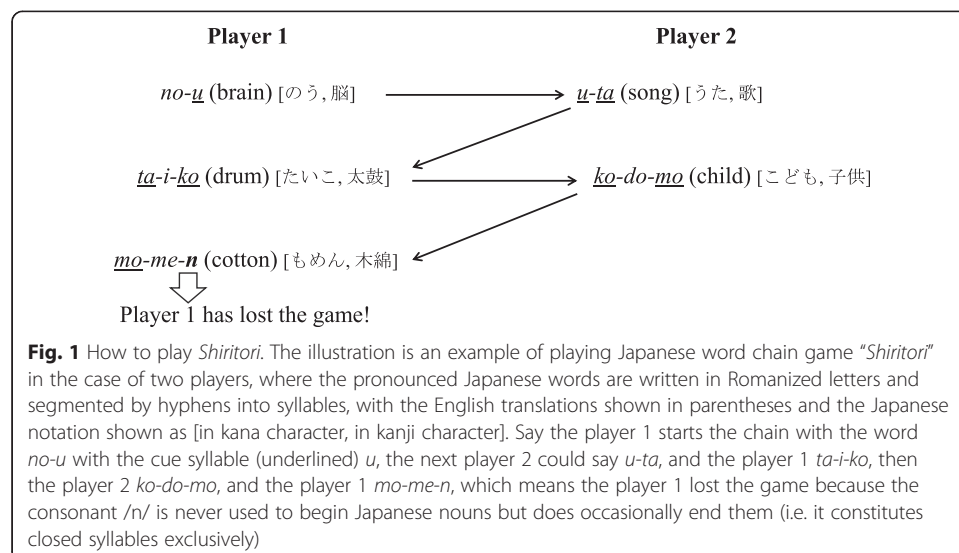 Player 1 Player 2
no-u (brain) [のう, 脳] u-ta (song) [うた, 歌]
ta-i-ko (drum) [たいこ, 太鼓] ko-do-mo (child) [こども, 子供]
mo-me-n (cotton) [もめん, 木綿]
Player 1 has lost the game!
Fig. 1 How to play Shiritori. The illustration is an example of playing Japanese word chain game “Shiritori”
in the case of two players, where the pronounced Japanese words are written in Romanized letters and
segmented by hyphens into syllables, with the English translations shown in parentheses and the Japanese
notation shown as [in kana character, in kanji character]. Say the player 1 starts the chain with the word
no-u with the cue syllable (underlined) u, the next player 2 could say u-ta, and the player 1 ta-i-ko, then
the player 2 ko-do-mo, and the player 1 mo-me-n, which means the player 1 lost the game because the
consonant /n/ is never used to begin Japanese nouns but does occasionally end them (i.e. it constitutes
closed syllables exclusively)